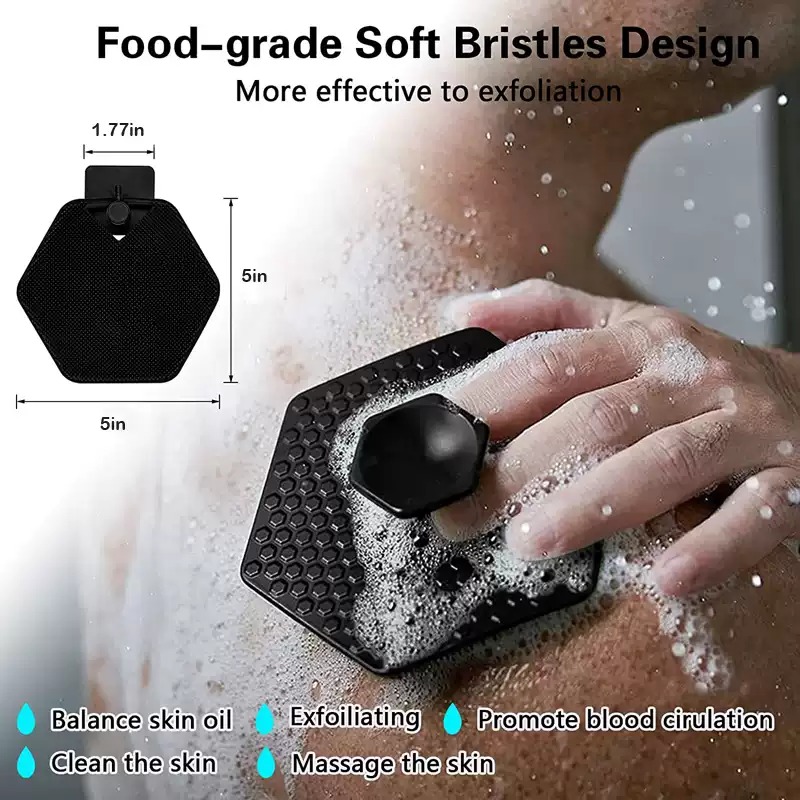 Food-grade Soft Bristles Design
More effective to exfoliation
1.77in
5in
5in
Balance skin oil
Exfoiliating
Promote blood cirulation
Clean the skin
Massage the skin